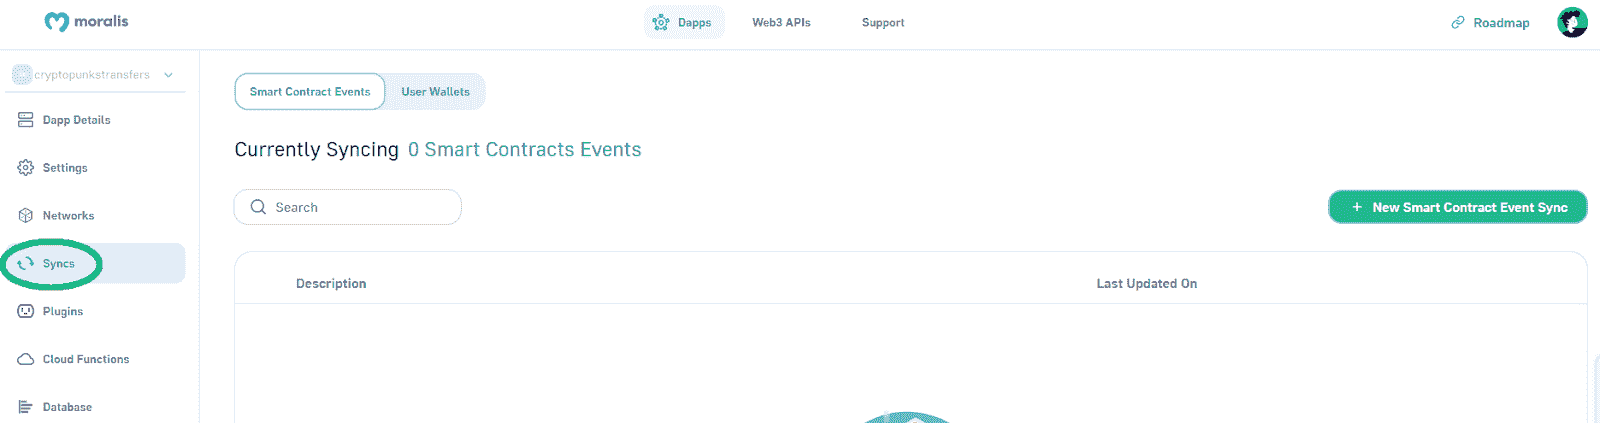 moralis
Dapps
Web3 APIs
Support
Roadmap
cryptopunkstransfers
Dapp Details
Settings
Networks
Syncs
Plugins
Cloud Functions
Database
Smart Contract Events
User Wallets
Currently Syncing 0 Smart Contracts Events
Search
+ New Smart Contract Event Sync
Description
Last Updated On